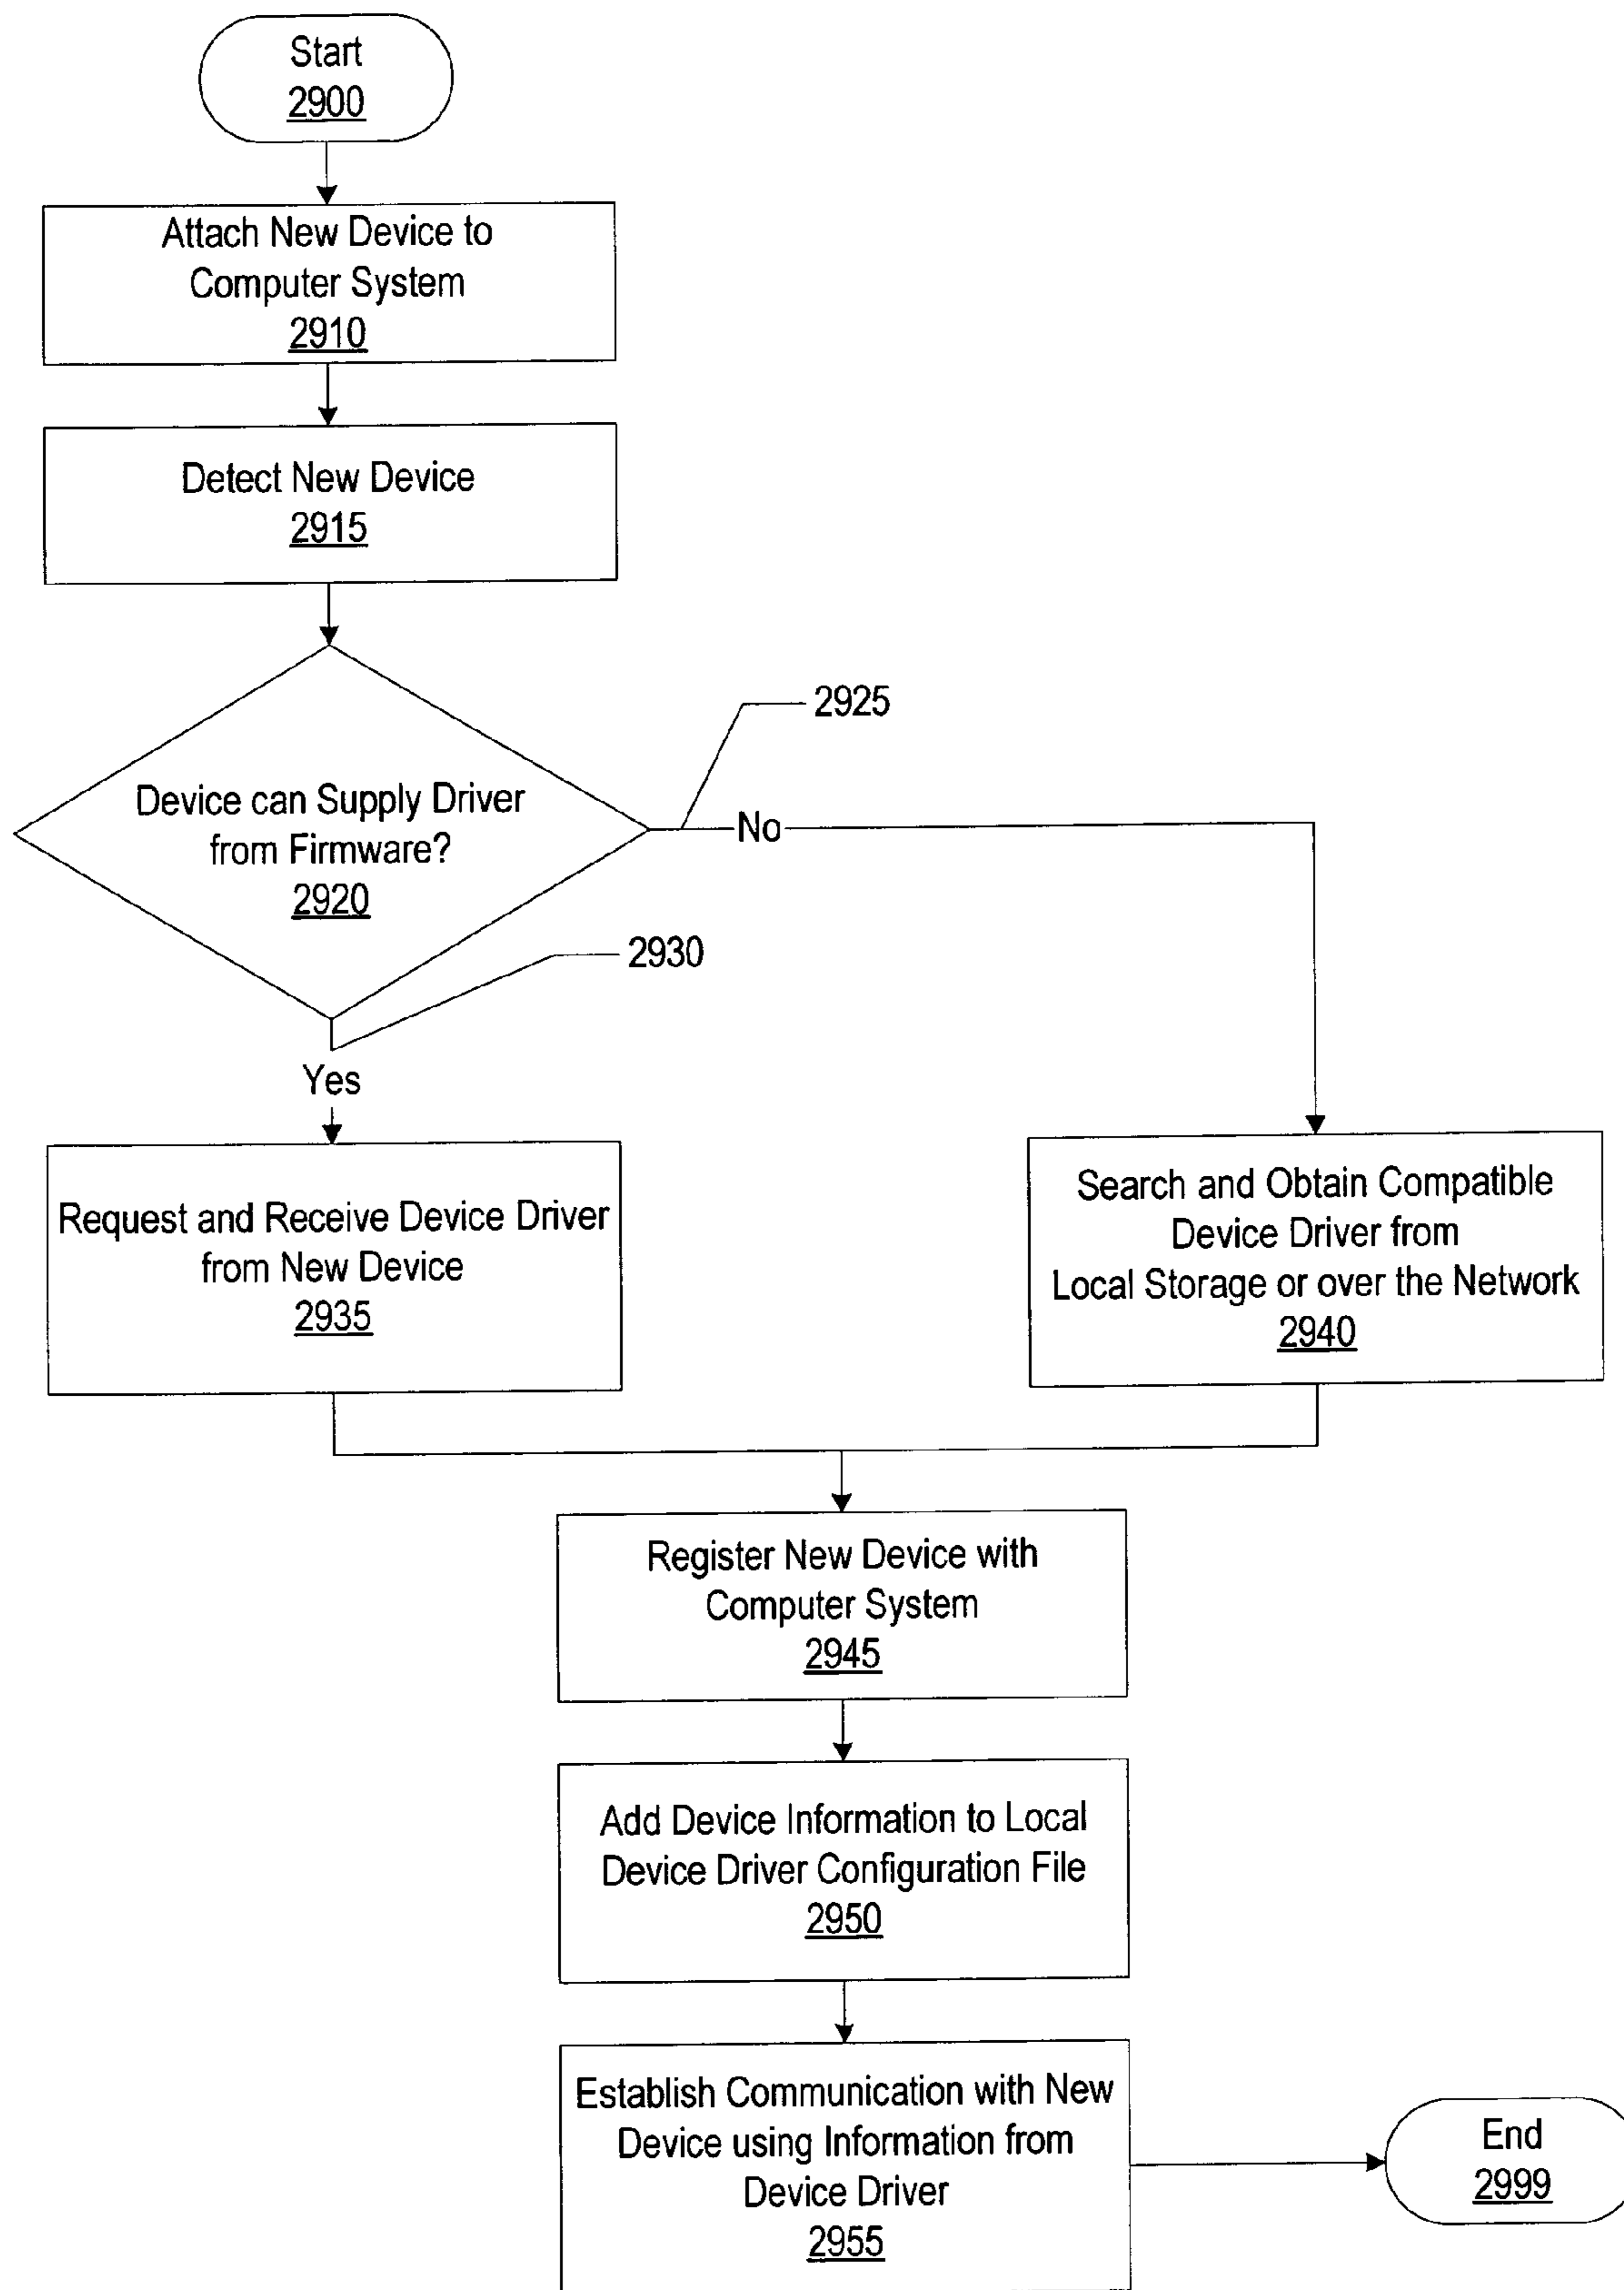 Start
2900
Attach New Device to
Computer System
2910
Detect New Device
2915
2925
Device can Supply Driver
from Firmware?
2920
No
2930
Yes
Request and Receive Device Driver
from New Device
2935
Search and Obtain Compatible
Device Driver from
Local Storage or over the Network
2940
Register New Device with
Computer System
2945
Add Device Information to Local
Device Driver Configuration File
2950
Establish Communication with New
Device using Information from
Device Driver
2955
End
2999